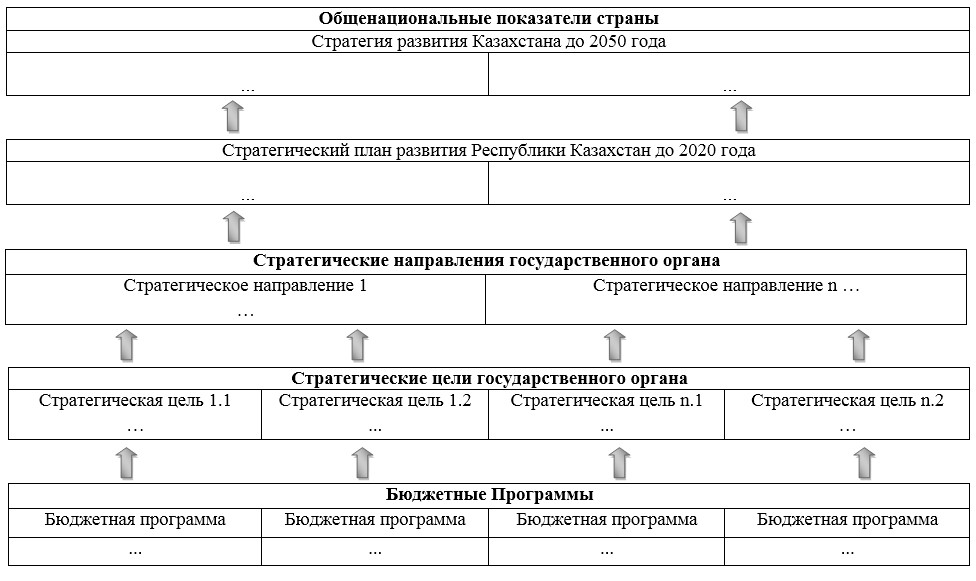 Общенациональные показатели страны
Стратегия развития Казахстана до 2050 года
... ...
Стратегический план развития Республики Казахстан до 2020 года
... ...
Стратегические направления государственного органа
Стратегическое направление 1 Стратегическое направление n …
…
Стратегические цели государственного органа
Стратегическая цель 1.1 Стратегическая цель 1.2 Стратегическая цель n.1 Стратегическая цель n.2
… ... ... …
Бюджетные Программы
Бюджетная программа Бюджетная программа Бюджетная программа Бюджетная программа
... ... ... ...